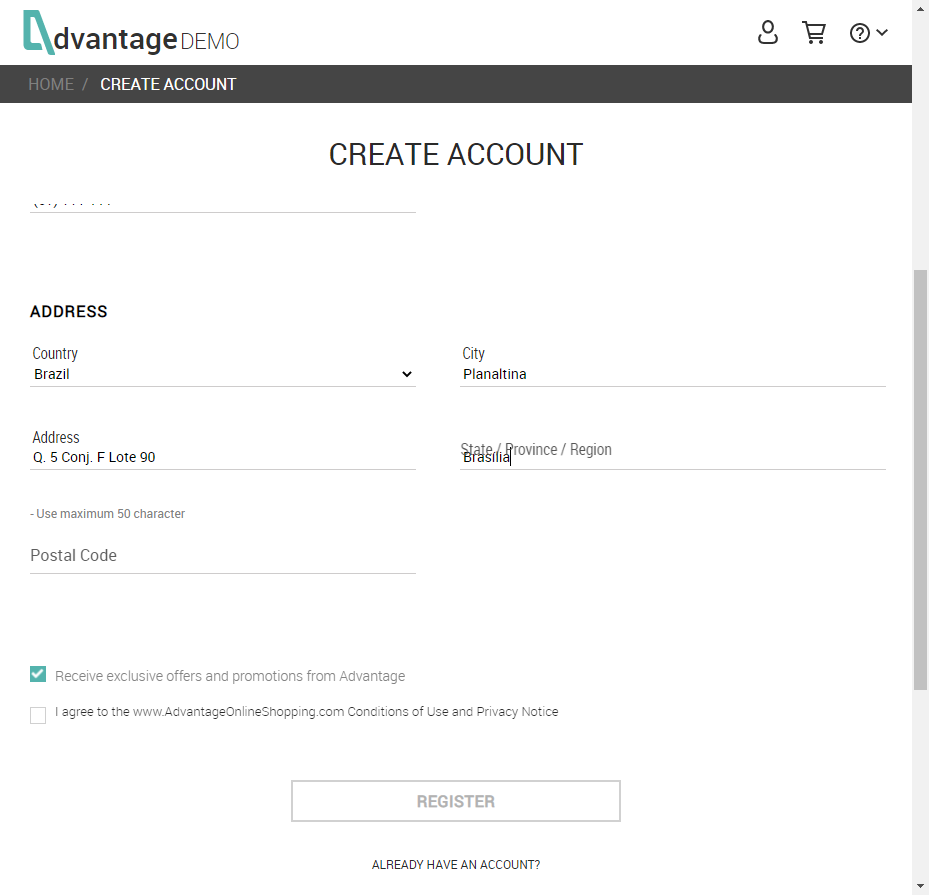 dvantage DEMO
HOME / CREATE ACCOUNT
CREATE ACCOUNT
ADDRESS
Country
Brazil
City
Planaltina
Address
Q. 5 Conj. F Lote 90
State / Province / Region
Brasília
- Use maximum 50 character
Postal Code
Receive exclusive offers and promotions from Advantage
I agree to the www.AdvantageOnlineShopping.com Conditions of Use and Privacy Notice
REGISTER
ALREADY HAVE AN ACCOUNT?